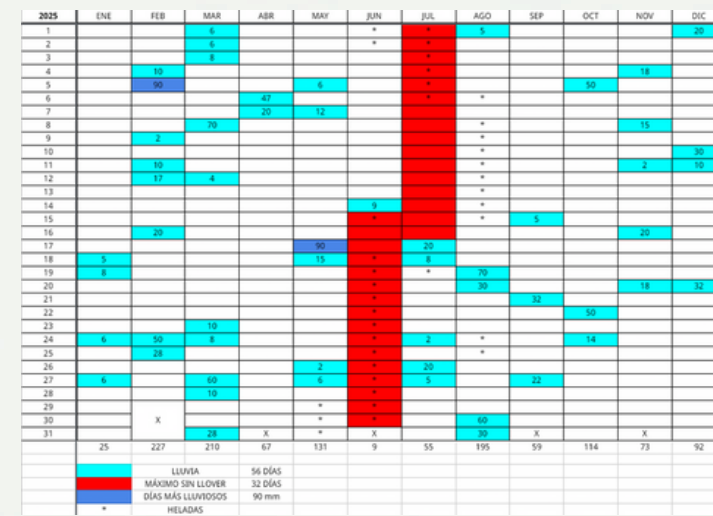 2025 ENE FEB MAR ABR MAY JUN JUL AGO SEP OCT NOV DIC
1 6 * * 5 20
2 6 * *
3 8 *
4 10 * 18
5 90 6 * 50
6 47 * *
7 20 12
8 70 * 15
9 2 *
10 * 30
11 10 * 2 10
12 17 4 *
13 *
14 9 *
15 * * 5
16 20 20
17 90 20
18 5 15 * 8
19 8 * * 70
20 * 30 18 32
21 * 32
22 * 50
23 10 *
24 6 50 8 * 2 * 14
25 28 * *
26 2 * 20
27 6 60 6 * 5 22
28 10 *
29 * *
30 X * * 60
31 28 X * X 30 X X
25 227 210 67 131 9 55 195 59 114 73 92
LLUVIA 56 DÍAS
MÁXIMO SIN LLOVER 32 DÍAS
DÍAS MÁS LLUVIOSOS 90 mm
* HELADAS